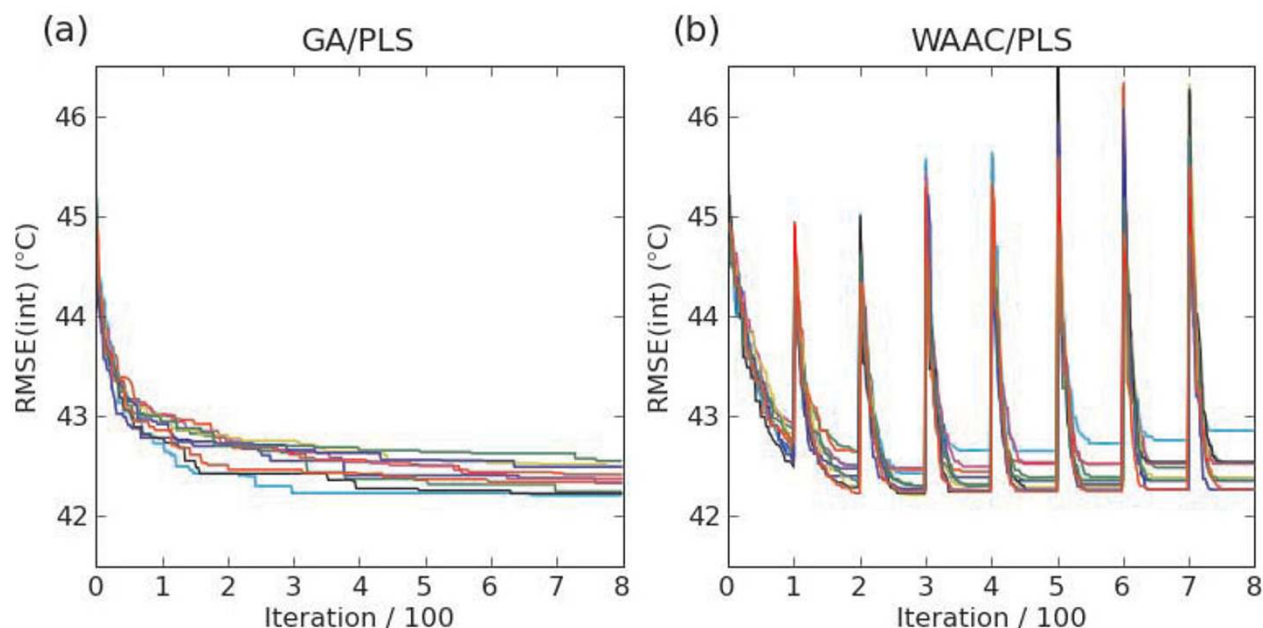 (a)
GA/PLS
RMSE(int) (°C)
46
45
44
43
42
0 1 2 3 4 5 6 7 8
Iteration / 100
(b)
WAAC/PLS
RMSE(int) (°C)
46
45
44
43
42
0 1 2 3 4 5 6 7 8
Iteration / 100